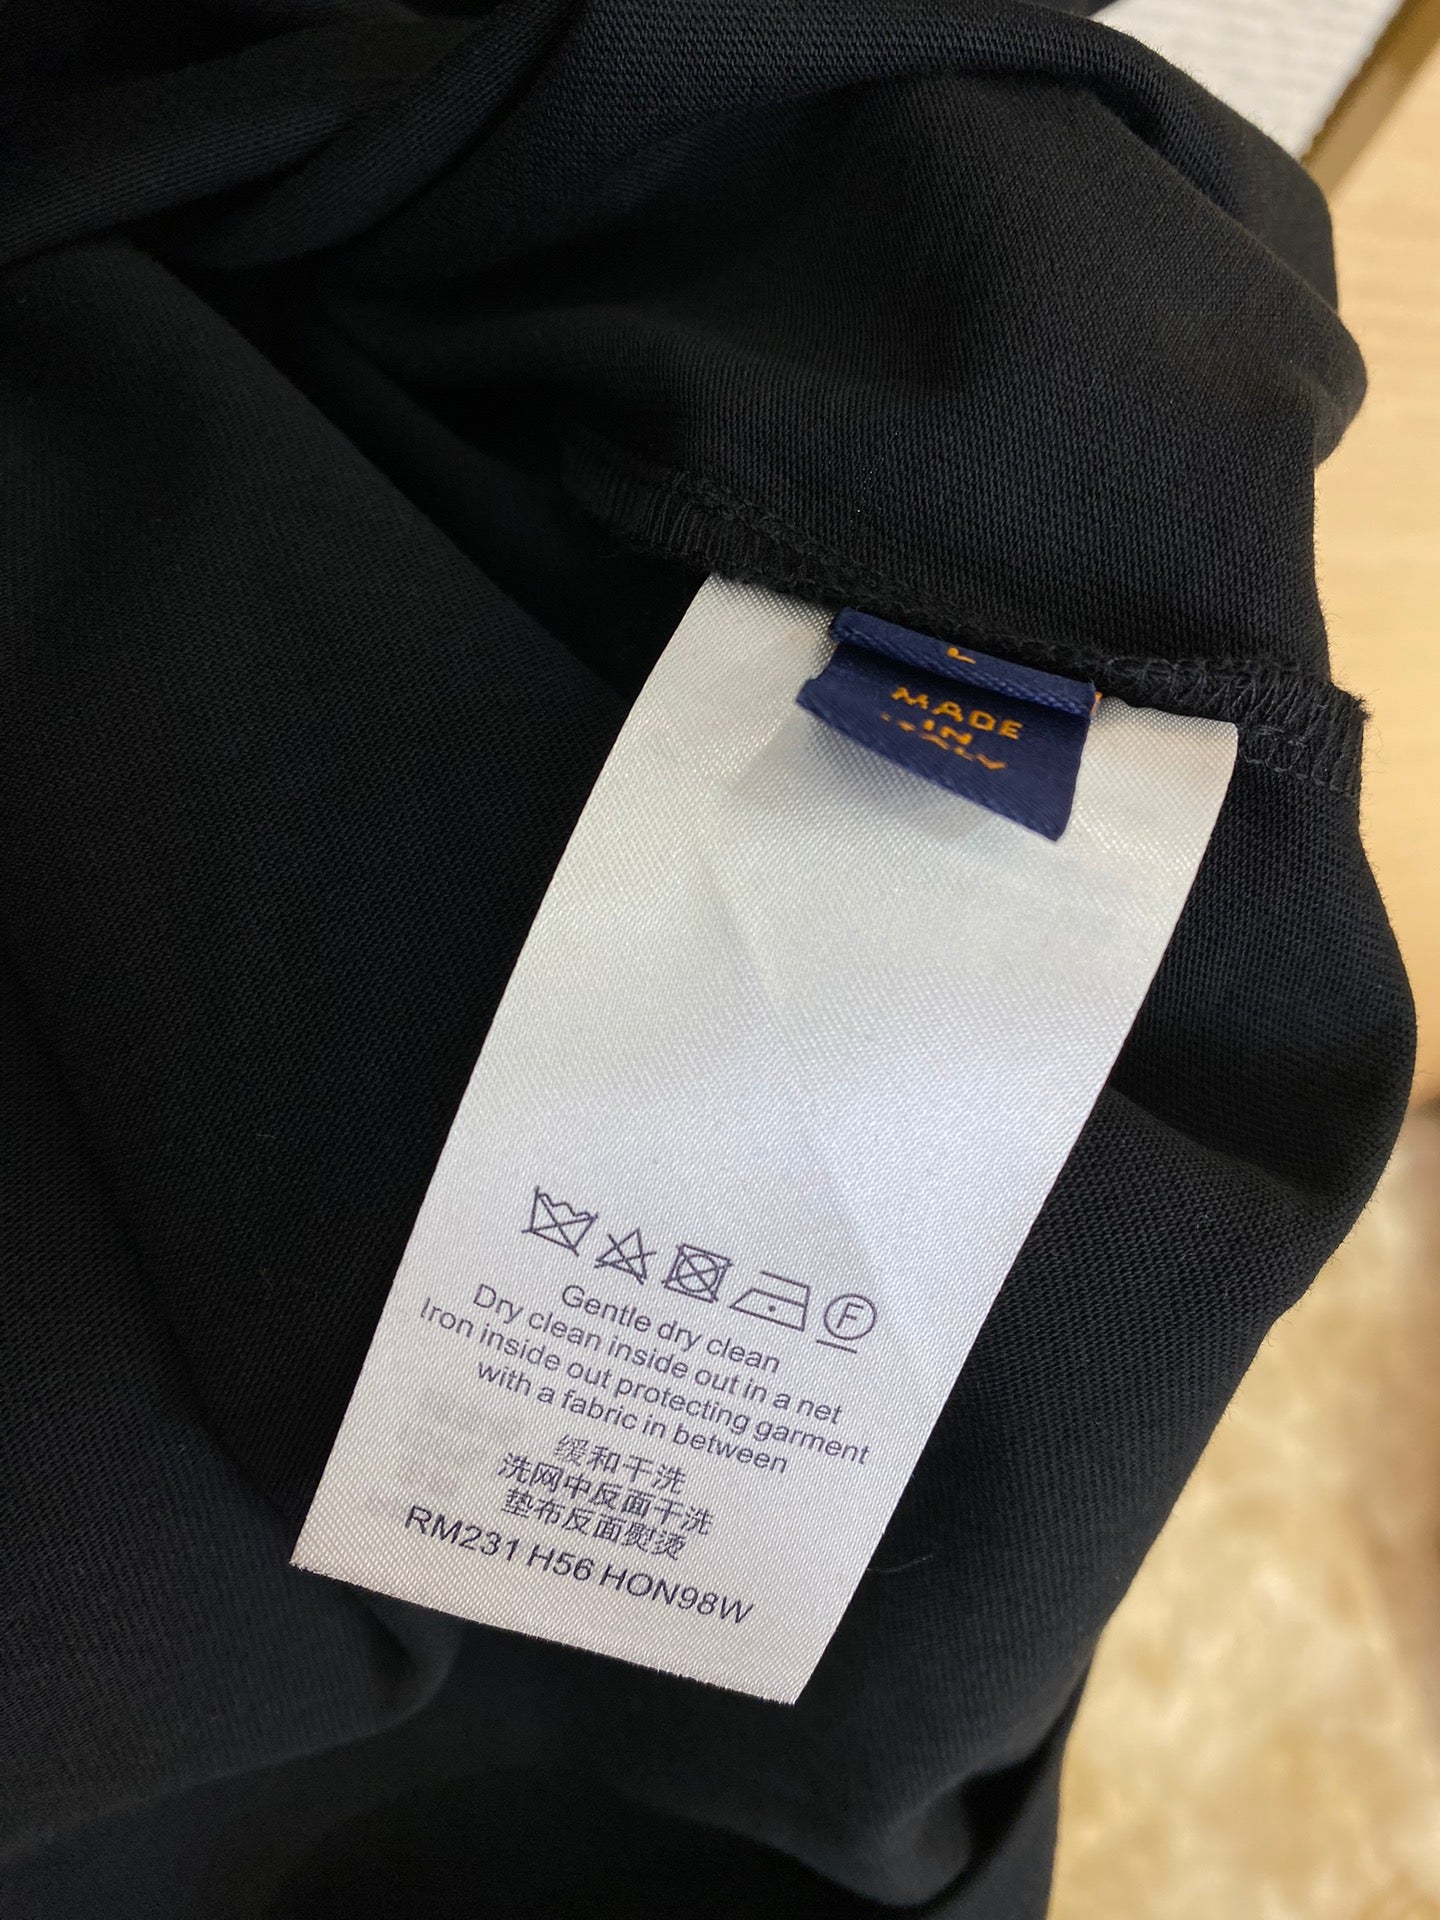 L
MADE
IN
ITALY
F
Gentle dry clean
Dry clean inside out in a net
Iron inside out protecting garment
with a fabric in between
缓和干洗
洗网中反面干洗
垫布反面熨烫
RM231 H56 HON98W